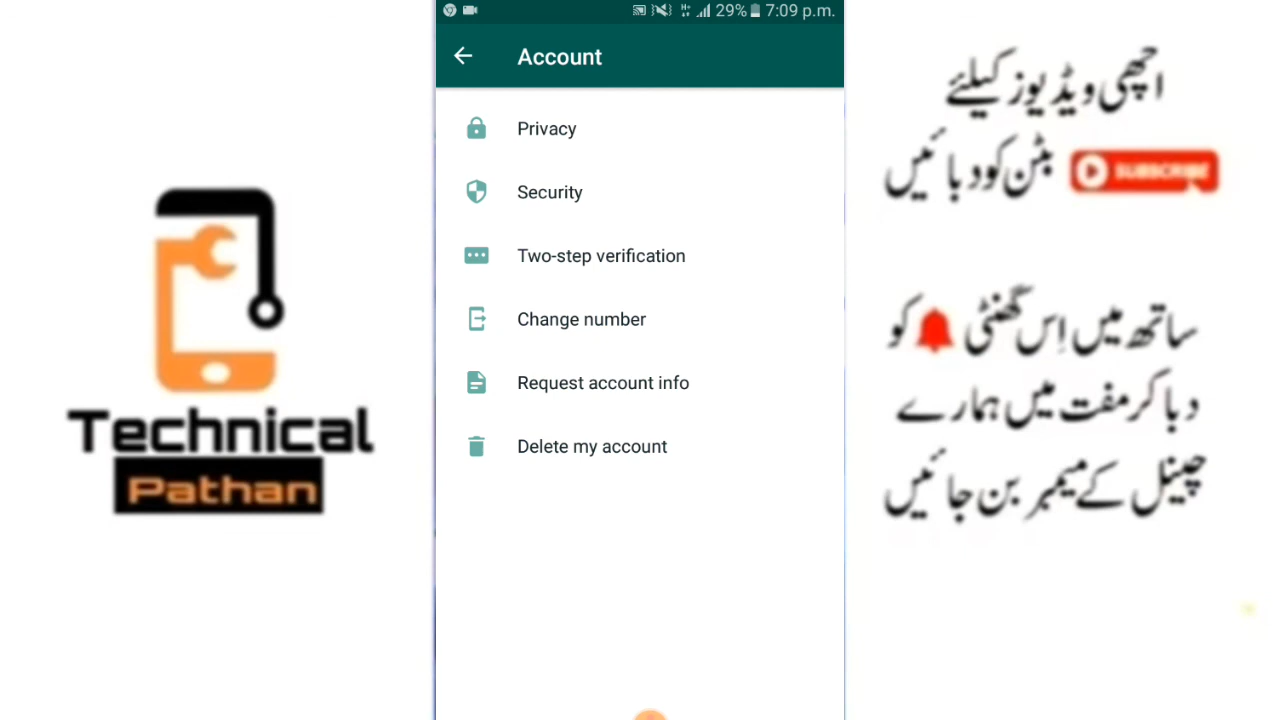 Technical
Pathan
29% 7:09 p.m.
Account
Privacy
Security
Two-step verification
Change number
Request account info
Delete my account
اچھی ویڈیوز کیلئے
بٹن کو دبائیں SUBSCRIBE
ساتھ میں اِس گھنٹی کو
دبا کر مفت میں ہمارے
چینل کے میمبر بن جائیں